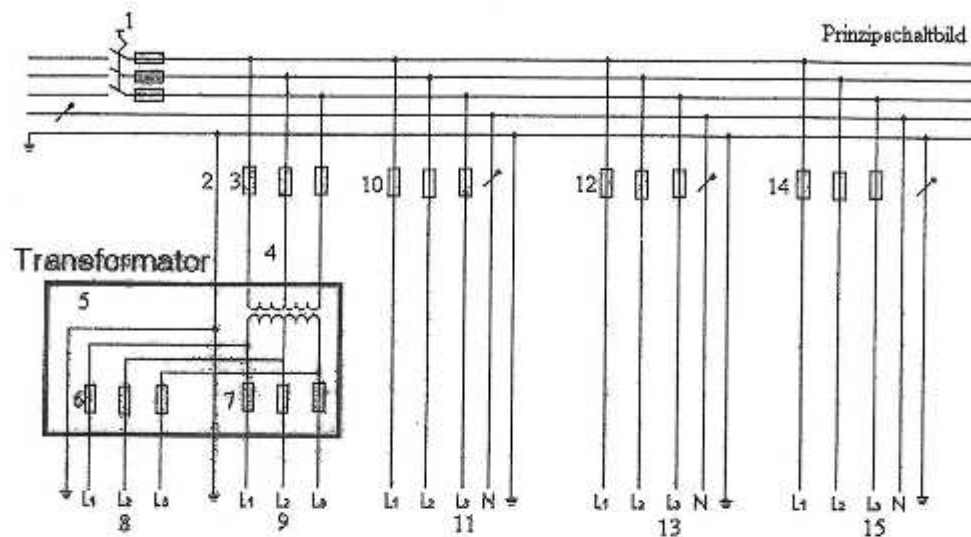 1
Prinzipschaltbild
2 3 10 12 14
4
Transformator
5
6 7
L1 L2 L3 L1 L2 L3 L1 L2 L3 N L1 L2 L3 N L1 L2 L3 N
8 9 11 13 15